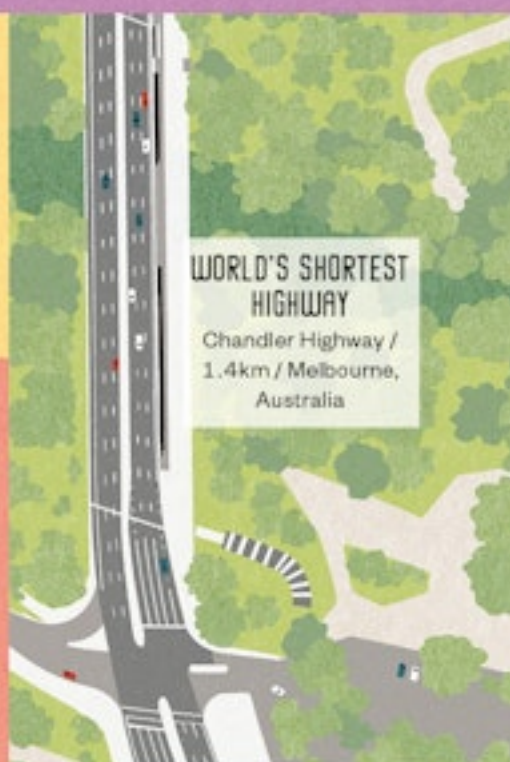 WORLD'S SHORTEST
HIGHWAY
Chandler Highway /
1.4km / Melbourne,
Australia